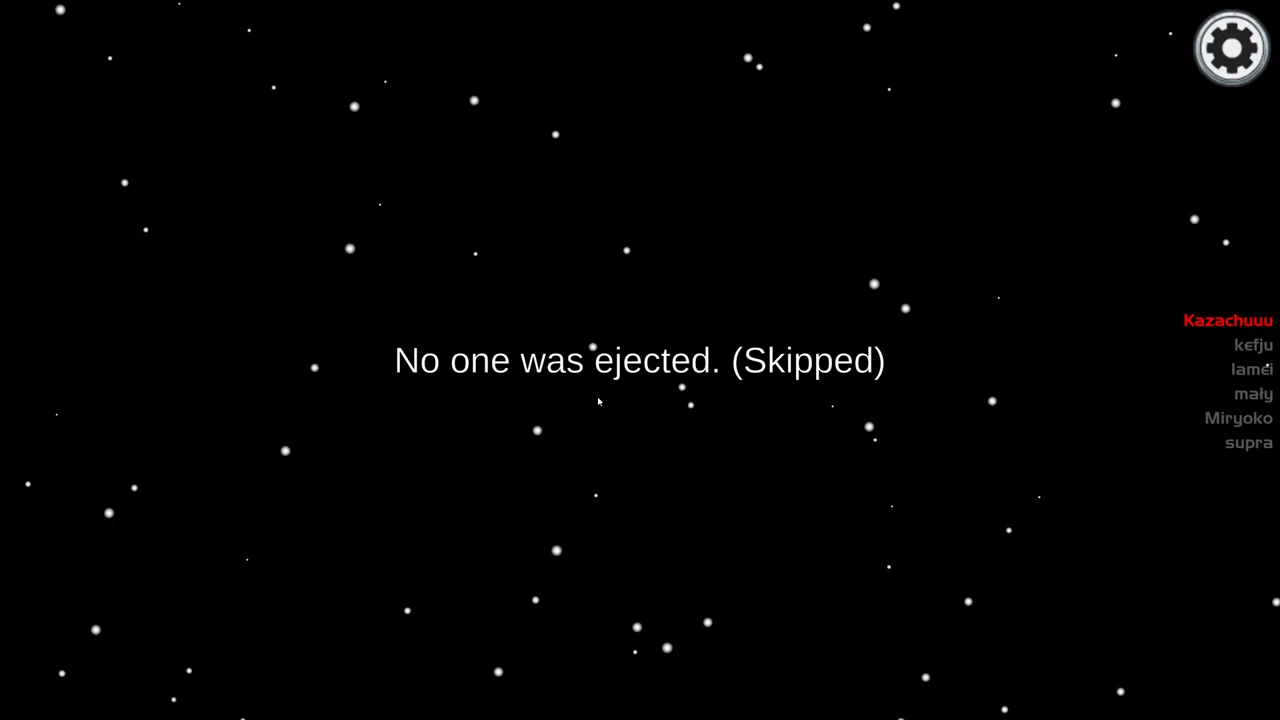 No one was ejected. (Skipped)
Kazachuuu
kefju
lamei
mały
Miryoko
supra